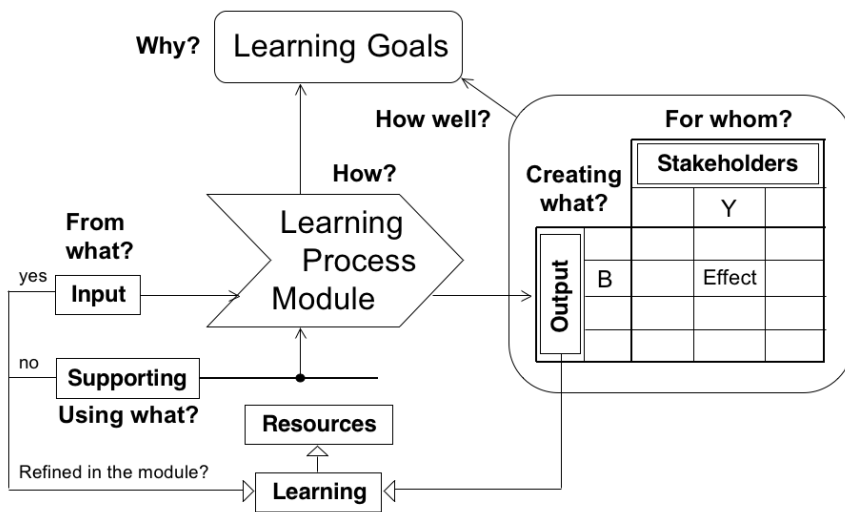 Why?
Learning Goals
How well?
For whom?
Stakeholders
How?
Creating
what?
Y
Learning
Process
Module
From
what?
yes
Input
Output
B
Effect
no
Supporting
Using what?
Resources
Refined in the module?
Learning